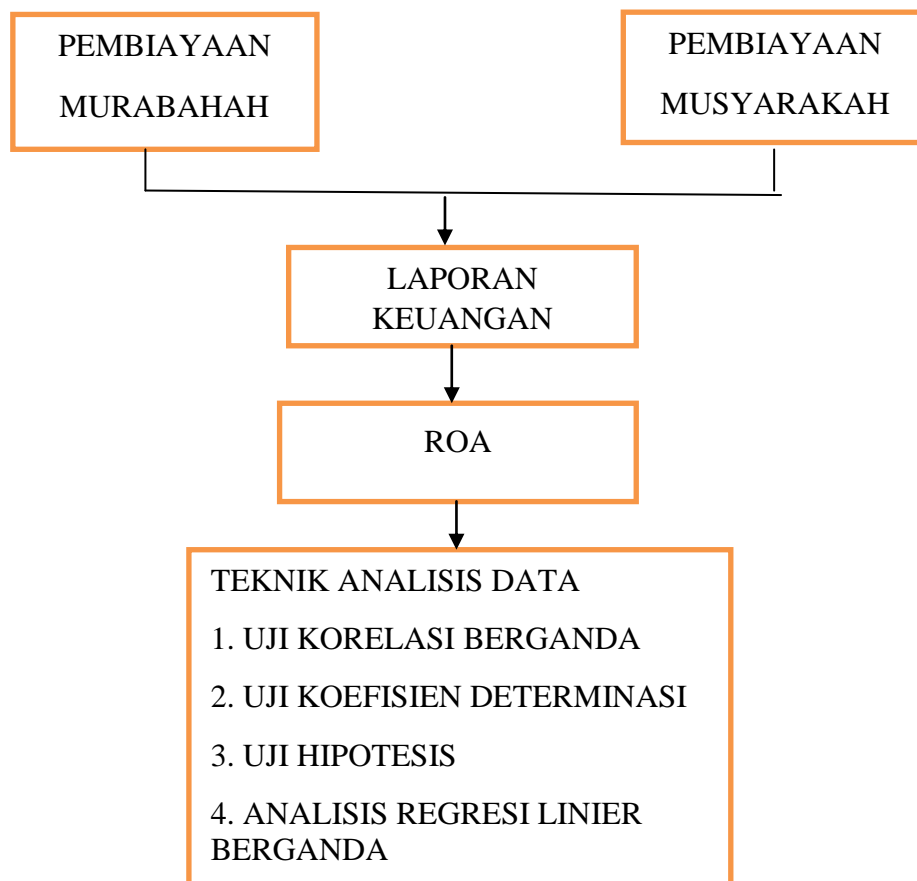 PEMBIAYAAN
MURABAHAH
PEMBIAYAAN
MUSYARAKAH
LAPORAN
KEUANGAN
ROA
TEKNIK ANALISIS DATA
1. UJI KORELASI BERGANDA
2. UJI KOEFISIEN DETERMINASI
3. UJI HIPOTESIS
4. ANALISIS REGRESI LINIER
BERGANDA